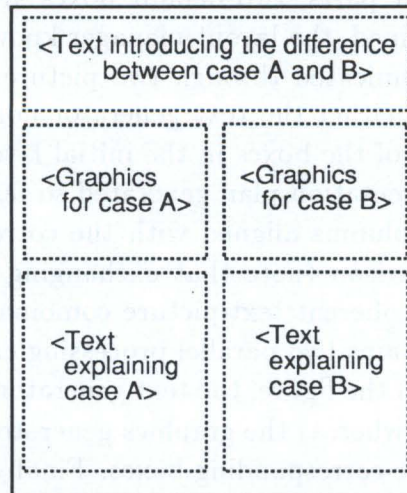 <Text introducing the difference
between case A and B>
<Graphics
for case A>
<Graphics
for case B>
<Text
explaining
case A>
<Text
explaining
case B>